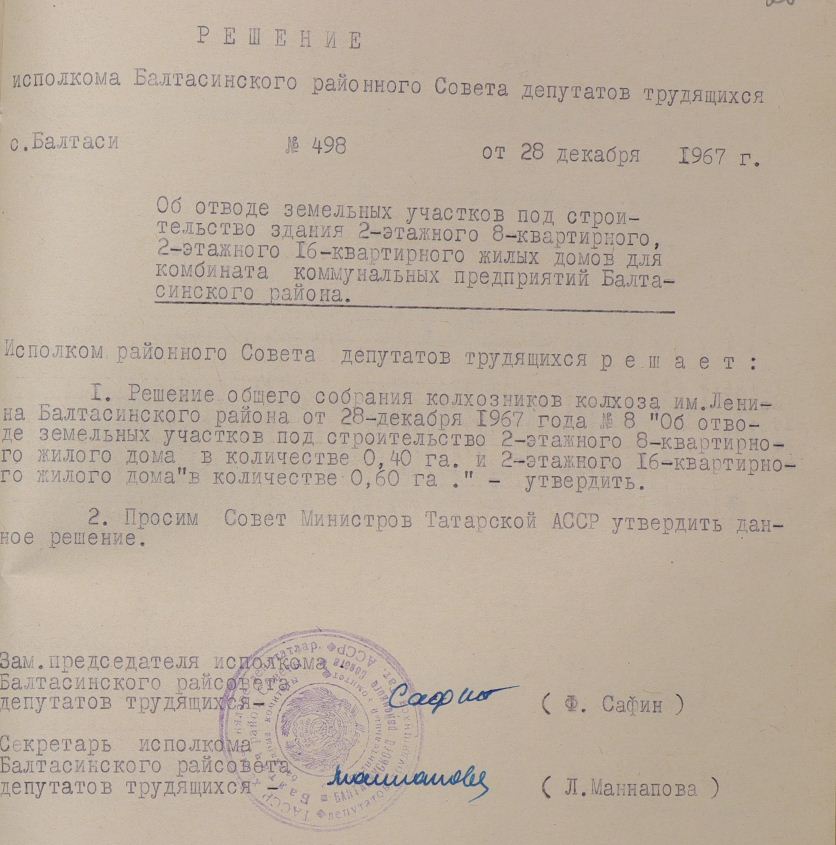 Р Е Ш Е Н И Е
исполкома Балтасинского районного Совета депутатов трудящихся
с.Балтаси № 498 от 28 декабря 1967 г.
Об отводе земельных участков под строи-
тельство здания 2-этажного 8-квартирного,
2-этажного 16-квартирного жилых домов для
комбината коммунальных предприятий Балта-
синского района.
Исполком районного Совета депутатов трудящихся р е ш а е т :
1. Решение общего собрания колхозников колхоза им.Лени-
на Балтасинского района от 28-декабря 1967 года № 8 "Об отво-
де земельных участков под строительство 2-этажного 8-квартирно-
го жилого дома в количестве 0,40 га. и 2-этажного 16-квартирно-
го жилого дома"в количестве 0,60 га ." - утвердить.
2. Просим Совет Министров Татарской АССР утвердить дан-
ное решение.
Зам.председателя исполкома
Балтасинского райсовета
депутатов трудящихся- Сафин ( Ф. Сафин )
Секретарь исполкома
Балтасинского райсовета
депутатов трудящихся - Маннапова ( Л.Маннапова )